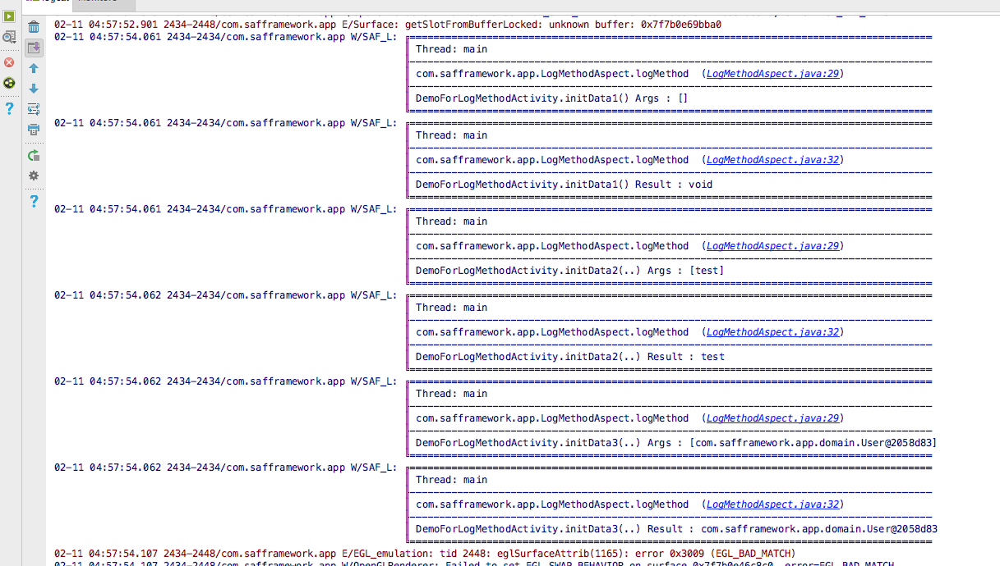 02-11 04:57:52.901 2434-2448/com.safframework.app E/Surface: getSlotFromBufferLocked: unknown buffer: 0x7f7b0e69bba0
02-11 04:57:54.061 2434-2434/com.safframework.app W/SAF_L:
Thread: main
com.safframework.app.LogMethodAspect.logMethod  (LogMethodAspect.java:29)
DemoForLogMethodActivity.initData1() Args : []
02-11 04:57:54.061 2434-2434/com.safframework.app W/SAF_L:
Thread: main
com.safframework.app.LogMethodAspect.logMethod  (LogMethodAspect.java:32)
DemoForLogMethodActivity.initData1() Result : void
02-11 04:57:54.061 2434-2434/com.safframework.app W/SAF_L:
Thread: main
com.safframework.app.LogMethodAspect.logMethod  (LogMethodAspect.java:29)
DemoForLogMethodActivity.initData2(..) Args : [test]
02-11 04:57:54.062 2434-2434/com.safframework.app W/SAF_L:
Thread: main
com.safframework.app.LogMethodAspect.logMethod  (LogMethodAspect.java:32)
DemoForLogMethodActivity.initData2(..) Result : test
02-11 04:57:54.062 2434-2434/com.safframework.app W/SAF_L:
Thread: main
com.safframework.app.LogMethodAspect.logMethod  (LogMethodAspect.java:29)
DemoForLogMethodActivity.initData3(..) Args : [com.safframework.app.domain.User@2058d83]
02-11 04:57:54.062 2434-2434/com.safframework.app W/SAF_L:
Thread: main
com.safframework.app.LogMethodAspect.logMethod  (LogMethodAspect.java:32)
DemoForLogMethodActivity.initData3(..) Result : com.safframework.app.domain.User@2058d83
02-11 04:57:54.107 2434-2448/com.safframework.app E/EGL_emulation: tid 2448: eglSurfaceAttrib(1165): error 0x3009 (EGL_BAD_MATCH)
02-11 04:57:54.107 2434-2448/com.safframework.app W/OpenGLRenderer: Failed to set EGL_SWAP_BEHAVIOR on surface 0x7f7b0e46c8c0, error=EGL_BAD_MATCH